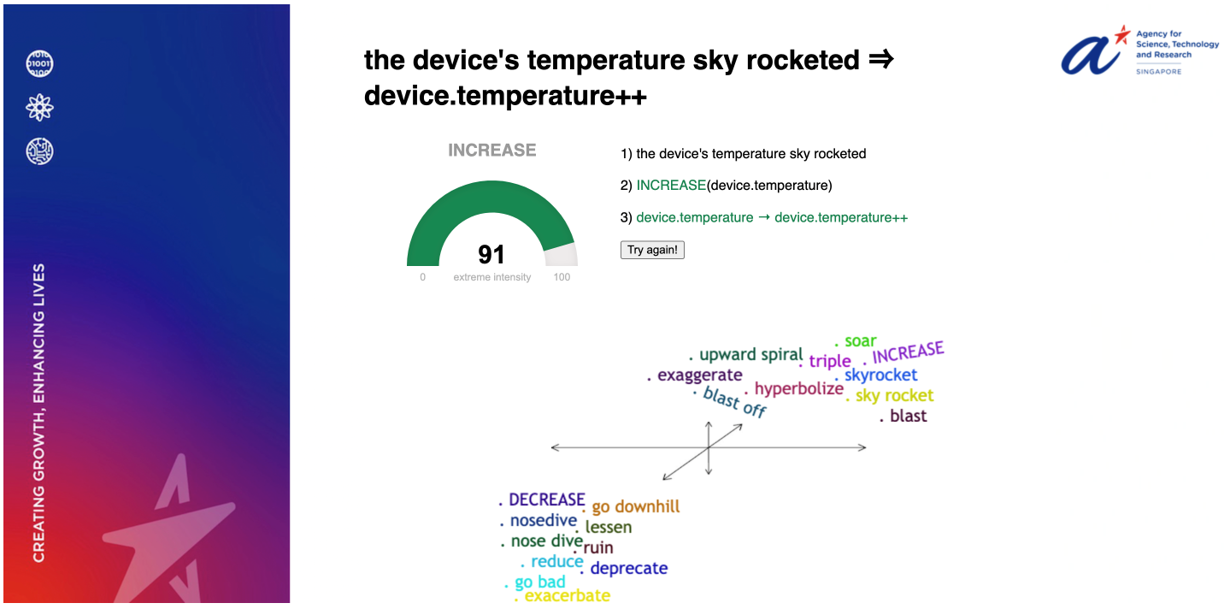 1010
10011
0100
CREATING GROWTH, ENHANCING LIVES
the device's temperature sky rocketed ⇒
device.temperature++
Agency for
Science, Technology
and Research
SINGAPORE
INCREASE
91
0
extreme intensity
100
1) the device's temperature sky rocketed
2) INCREASE(device.temperature)
3) device.temperature → device.temperature++
Try again!
. soar
. upward spiral
. triple
. INCREASE
. exaggerate
. skyrocket
. blast off
. hyperbolize
. sky rocket
. blast
. DECREASE
. go downhill
. nosedive
. lessen
. nose dive
. ruin
. reduce
. deprecate
. go bad
. exacerbate